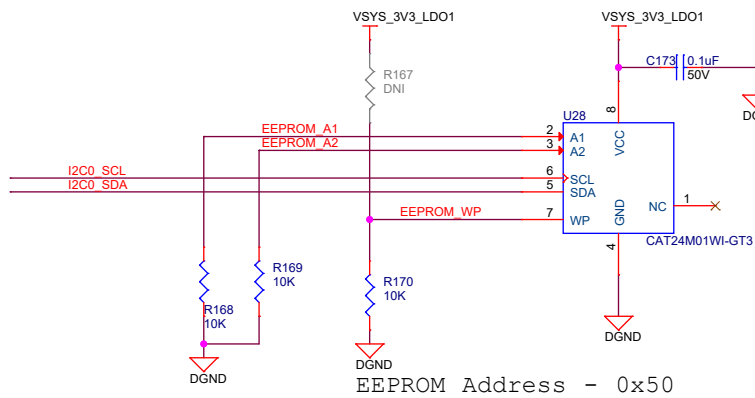 VSYS_3V3_LDO1
VSYS_3V3_LDO1
R167
DNI
C173
0.1uF
50V
DG
U28
8
VCC
EEPROM_A1
2
A1
EEPROM_A2
3
A2
I2C0_SCL
6
SCL
I2C0_SDA
5
SDA
EEPROM_WP
7
WP
GND
NC
1
4
CAT24M01WI-GT3
R169
10K
R168
10K
R170
10K
DGND
DGND
DGND
EEPROM Address - 0x50